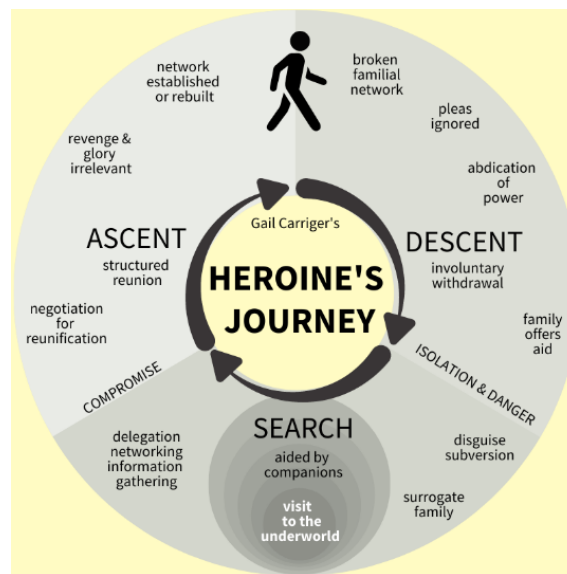 Gail Carriger's
HEROINE'S
JOURNEY
broken
familial
network
pleas
ignored
abdication
of
power
DESCENT
involuntary
withdrawal
family
offers
aid
ISOLATION & DANGER
disguise
subversion
surrogate
family
SEARCH
aided by
companions
visit
to the
underworld
delegation
networking
information
gathering
COMPROMISE
negotiation
for
reunification
ASCENT
structured
reunion
revenge &
glory
irrelevant
network
established
or rebuilt